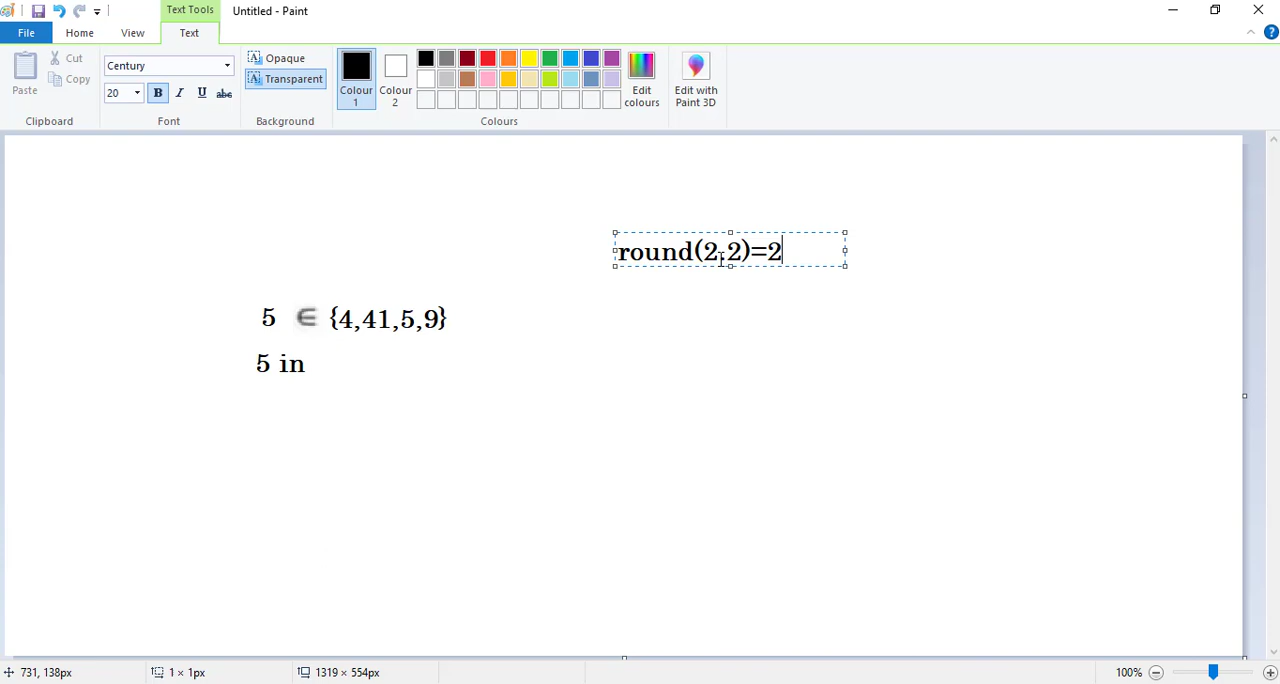 Text Tools
Untitled - Paint
File
Home
View
Text
Paste
Cut
Copy
Clipboard
Century
20
B
I
U
abc
Font
A Opaque
A Transparent
Background
Colour 1
Colour 2
Colours
Edit colours
Edit with Paint 3D
round(2.2)=2
5 ∈ {4,41,5,9}
5 in
731, 138px
1 × 1px
1319 × 554px
100%